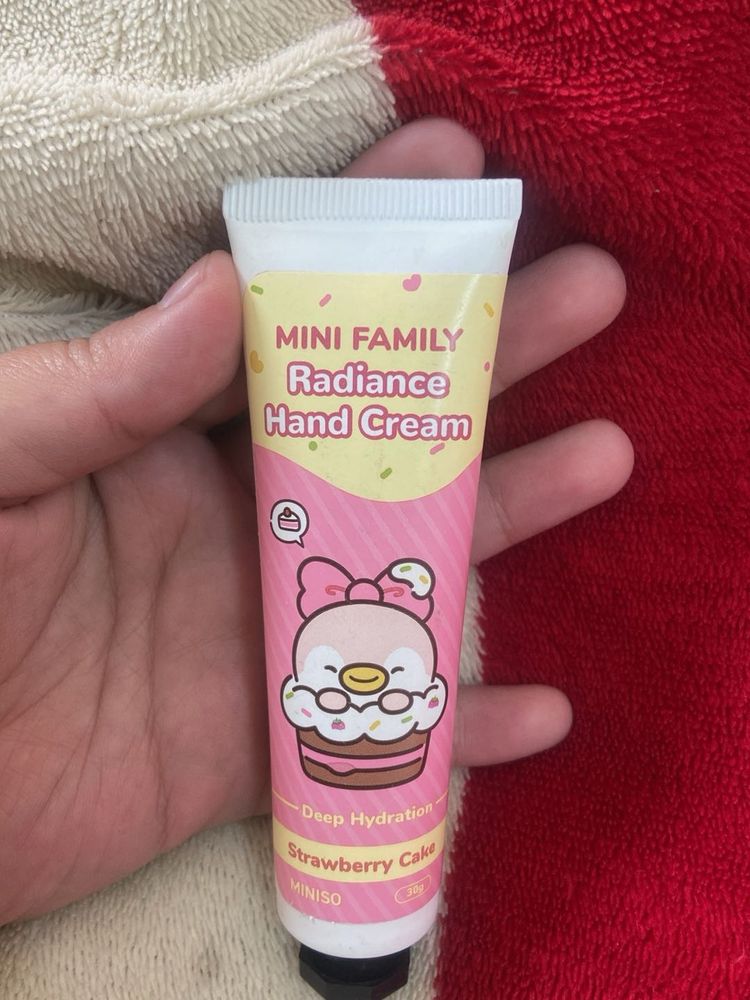 MINI FAMILY
Radiance
Hand Cream
Deep Hydration
Strawberry Cake
MINISO
30g